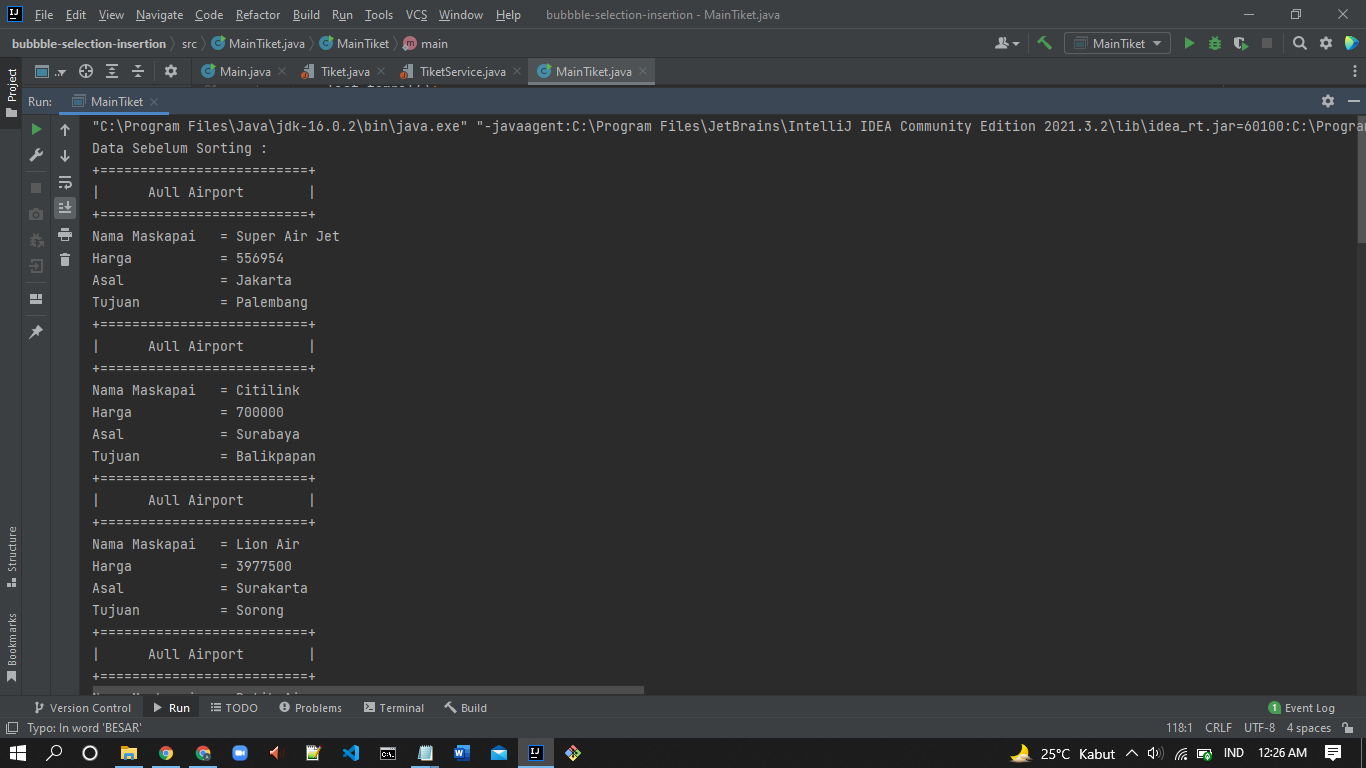 File Edit View Navigate Code Refactor Build Run Tools VCS Window Help bubbble-selection-insertion - MainTiket.java
bubbble-selection-insertion src MainTiket.java MainTiket main MainTiket
Project Main.java Tiket.java TiketService.java MainTiket.java
Run: MainTiket
"C:\Program Files\Java\jdk-16.0.2\bin\java.exe" "-javaagent:C:\Program Files\JetBrains\IntelliJ IDEA Community Edition 2021.3.2\lib\idea_rt.jar=60100:C:\Program
Data Sebelum Sorting :
+==========================+
|      Aull Airport        |
+==========================+
Nama Maskapai   = Super Air Jet
Harga           = 556954
Asal            = Jakarta
Tujuan          = Palembang
+==========================+
|      Aull Airport        |
+==========================+
Nama Maskapai   = Citilink
Harga           = 700000
Asal            = Surabaya
Tujuan          = Balikpapan
+==========================+
|      Aull Airport        |
+==========================+
Nama Maskapai   = Lion Air
Harga           = 3977500
Asal            = Surakarta
Tujuan          = Sorong
+==========================+
|      Aull Airport        |
+==========================+
Structure
Bookmarks
Version Control Run TODO Problems Terminal Build 1 Event Log
Typo: In word 'BESAR' 118:1 CRLF UTF-8 4 spaces
25°C Kabut IND 12:26 AM